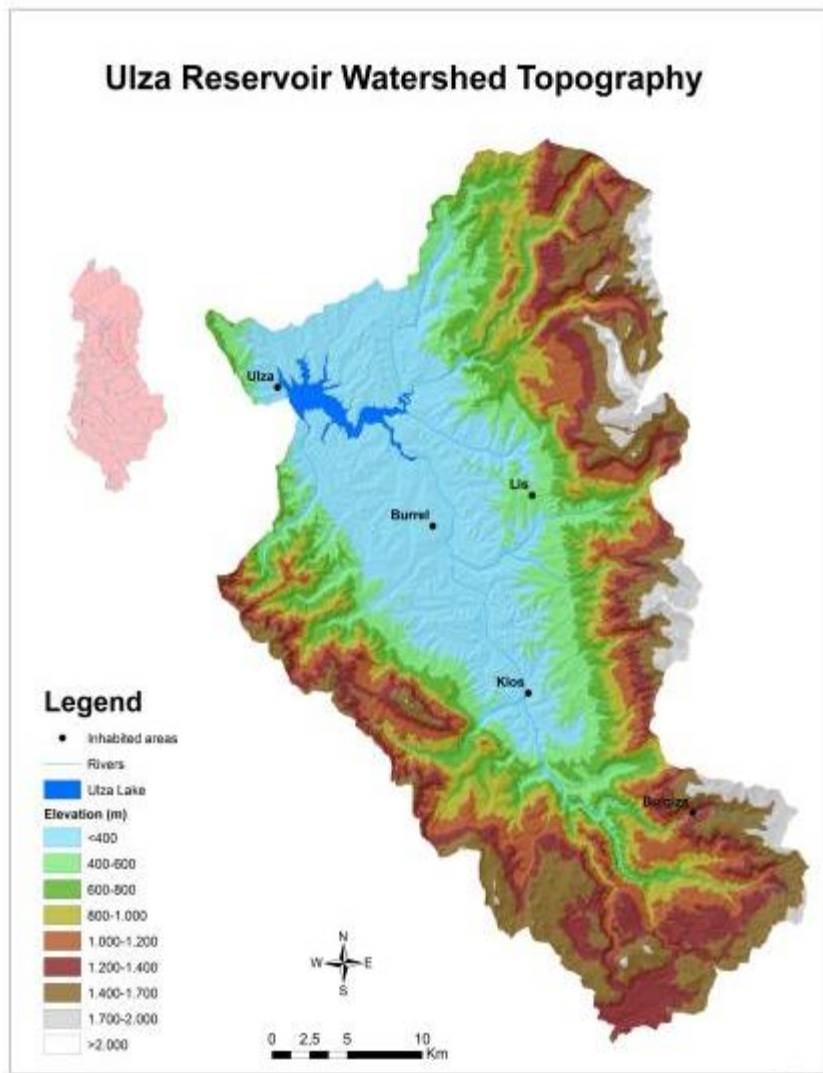 Ulza Reservoir Watershed Topography
Ulza
Lis
Burrel
Klos
Bulqiza
Legend
Inhabited areas
Rivers
Ulza Lake
Elevation (m)
<400
400-600
600-800
800-1.000
1.000-1.200
1.200-1.400
1.400-1.700
1.700-2.000
>2.000
N
W E
S
0 2.5 5 10
Km